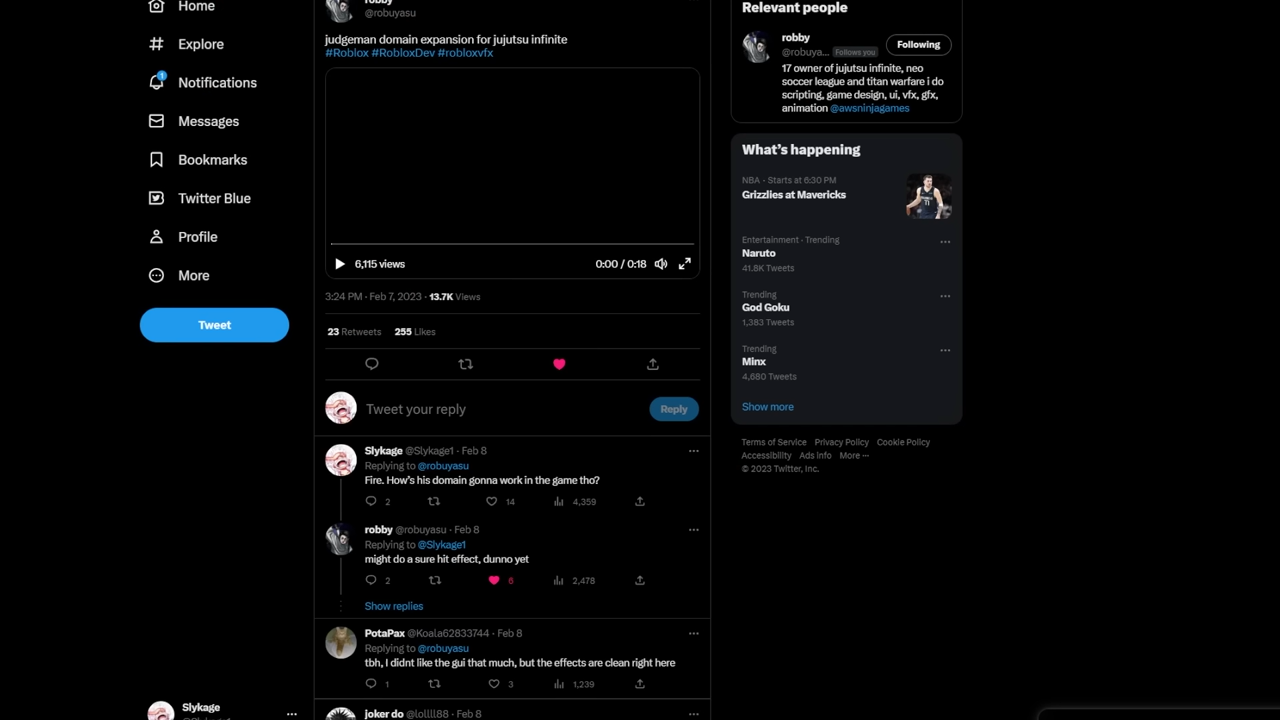 Home
Explore
1
Notifications
Messages
Bookmarks
Twitter Blue
Profile
More
Tweet
Slykage
robby
@robuyasu
judgeman domain expansion for jujutsu infinite
#Roblox #RobloxDev #robloxvfx
6,115 views
0:00 / 0:18
3:24 PM · Feb 7, 2023 · 13.7K Views
23 Retweets 255 Likes
Tweet your reply
Reply
Slykage @Slykage1 · Feb 8
Replying to @robuyasu
Fire. How's his domain gonna work in the game tho?
2 14 4,359
robby @robuyasu · Feb 8
Replying to @Slykage1
might do a sure hit effect, dunno yet
2 6 2,478
Show replies
PotaPax @Koala62833744 · Feb 8
Replying to @robuyasu
tbh, I didnt like the gui that much, but the effects are clean right here
1 3 1,239
joker do @lollll88 · Feb 8
Relevant people
robby
@robuya... Follows you
Following
17 owner of jujutsu infinite, neo
soccer league and titan warfare i do
scripting, game design, ui, vfx, gfx,
animation @awsninjagames
What's happening
NBA · Starts at 6:30 PM
Grizzlies at Mavericks
Entertainment · Trending
Naruto
41.8K Tweets
Trending
God Goku
1,383 Tweets
Trending
Minx
4,680 Tweets
Show more
Terms of Service Privacy Policy Cookie Policy
Accessibility Ads info More ···
© 2023 Twitter, Inc.